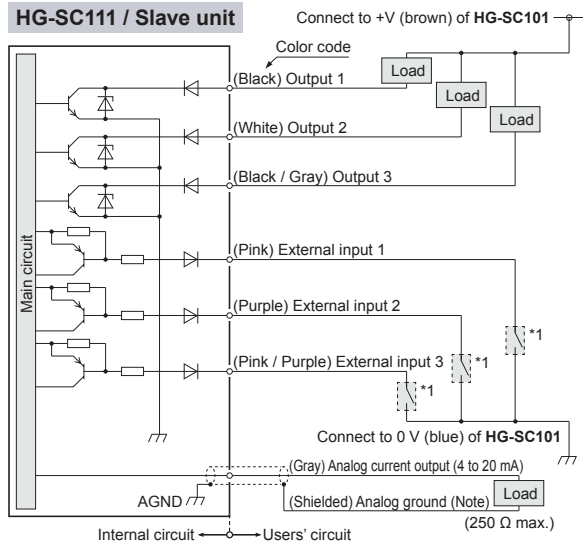 HG-SC111 / Slave unit
Connect to +V (brown) of HG-SC101
Color code
(Black) Output 1
Load
(White) Output 2
Load
(Black / Gray) Output 3
Load
Main circuit
(Pink) External input 1
(Purple) External input 2
*1
(Pink / Purple) External input 3
*1
*1
Connect to 0 V (blue) of HG-SC101
(Gray) Analog current output (4 to 20 mA)
AGND
(Shielded) Analog ground (Note)
Load
(250 Ω max.)
Internal circuit
Users' circuit